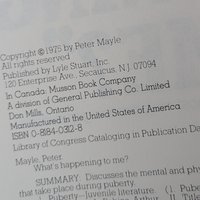 Copyright © 1975 by Peter Mayle
All rights reserved
Published by Lyle Stuart, Inc.
120 Enterprise Ave., Secaucus, N.J. 07094
In Canada, Musson Book Company
A division of General Publishing Co. Limited
Don Mills, Ontario
Manufactured in the United States of America
ISBN 0-8184-0312-8
Library of Congress Cataloging in Publication Da
Mayle, Peter
What's happening to me?
SUMMARY: Discusses the mental and phy
that take place during puberty.
1. Puberty—Juvenile literature. (1. Pube